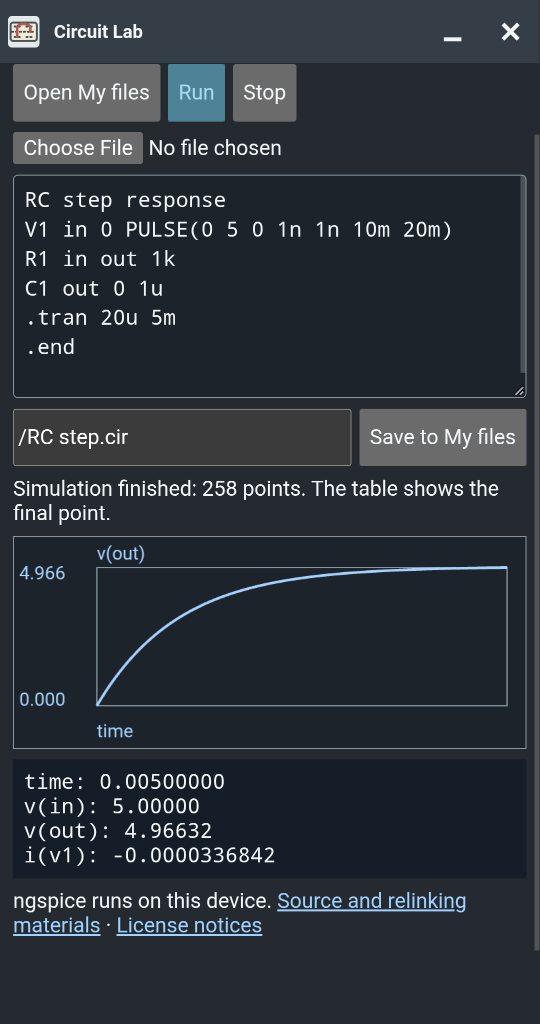 Circuit Lab
Open My files
Run
Stop
Choose File No file chosen
RC step response
V1 in 0 PULSE(0 5 0 1n 1n 10m 20m)
R1 in out 1k
C1 out 0 1u
.tran 20u 5m
.end
/RC step.cir
Save to My files
Simulation finished: 258 points. The table shows the
final point.
v(out)
4.966
0.000
time
time: 0.00500000
v(in): 5.00000
v(out): 4.96632
i(v1): -0.0000336842
ngspice runs on this device. Source and relinking
materials · License notices